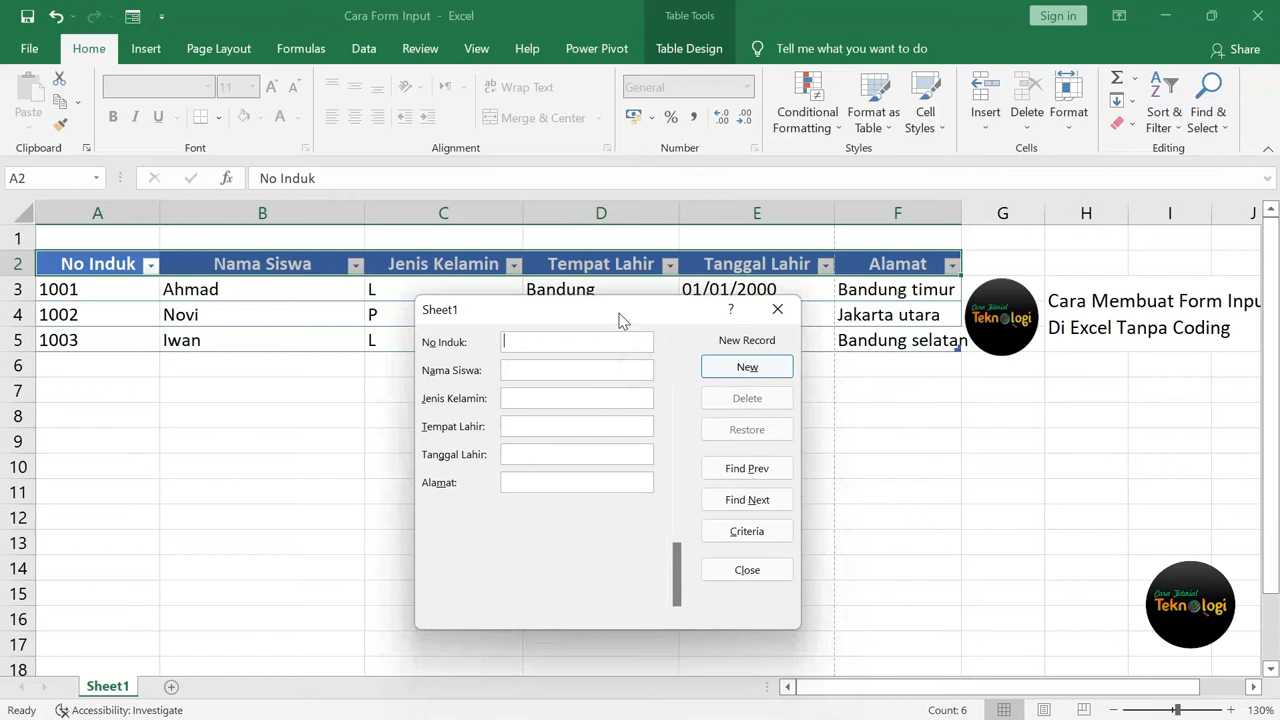 Cara Form Input - Excel
Table Tools
Sign in
File Home Insert Page Layout Formulas Data Review View Help Power Pivot Table Design Tell me what you want to do Share
Paste
11
Wrap Text
Merge & Center
General
Conditional Formatting
Format as Table
Cell Styles
Insert
Delete
Format
Sort & Filter
Find & Select
Clipboard Font Alignment Number Styles Cells Editing
A2 fx No Induk
A B C D E F G H I J
1
2 No Induk Nama Siswa Jenis Kelamin Tempat Lahir Tanggal Lahir Alamat
3 1001 Ahmad L Bandung 01/01/2000 Bandung timur
4 1002 Novi P Jakarta utara
5 1003 Iwan L Bandung selatan
6
7
8
9
10
11
12
13
14
15
16
17
18
Cara Tutorial
Teknologi
Cara Membuat Form Inpu
Di Excel Tanpa Coding
Sheet1 ?
No Induk: New Record
Nama Siswa: New
Jenis Kelamin: Delete
Tempat Lahir: Restore
Tanggal Lahir:
Alamat: Find Prev
Find Next
Criteria
Close
Cara Tutorial
Teknologi
Sheet1
Ready Accessibility: Investigate Count: 6 130%